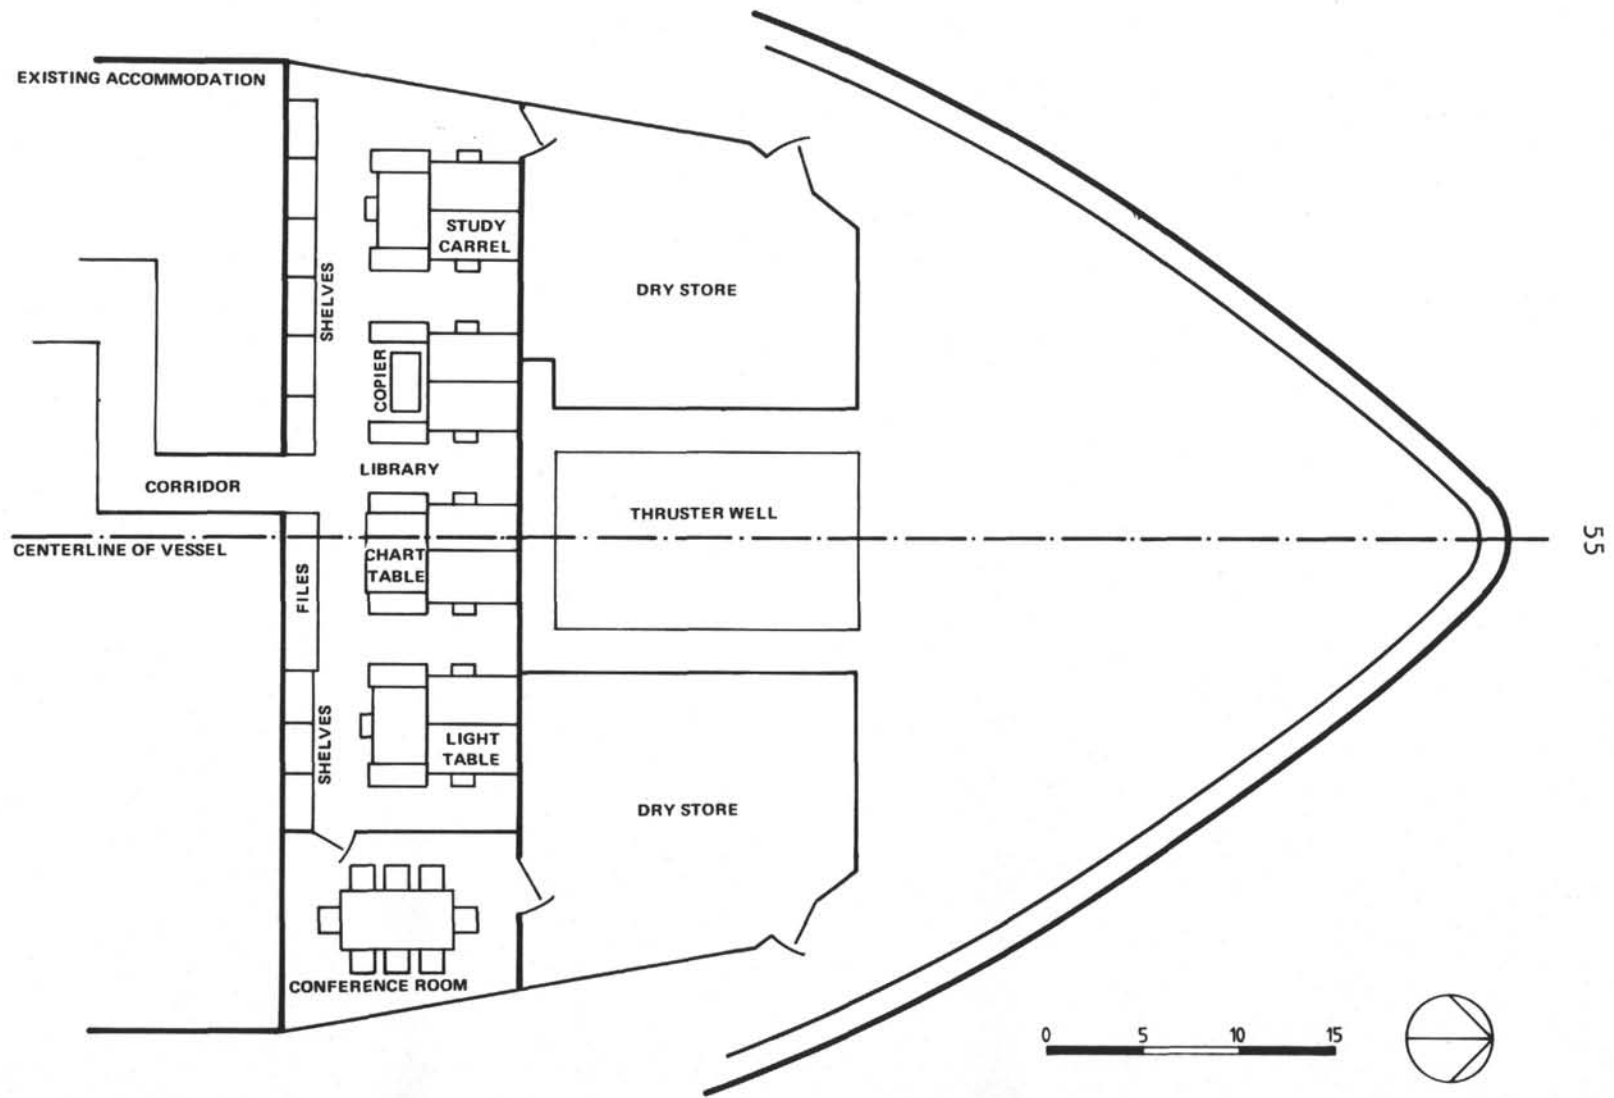 EXISTING ACCOMMODATION
STUDY
CARREL
SHELVES
DRY STORE
COPIER
LIBRARY
CORRIDOR
THRUSTER WELL
CENTERLINE OF VESSEL
CHART
TABLE
FILES
55
SHELVES
LIGHT
TABLE
DRY STORE
CONFERENCE ROOM
0 5 10 15